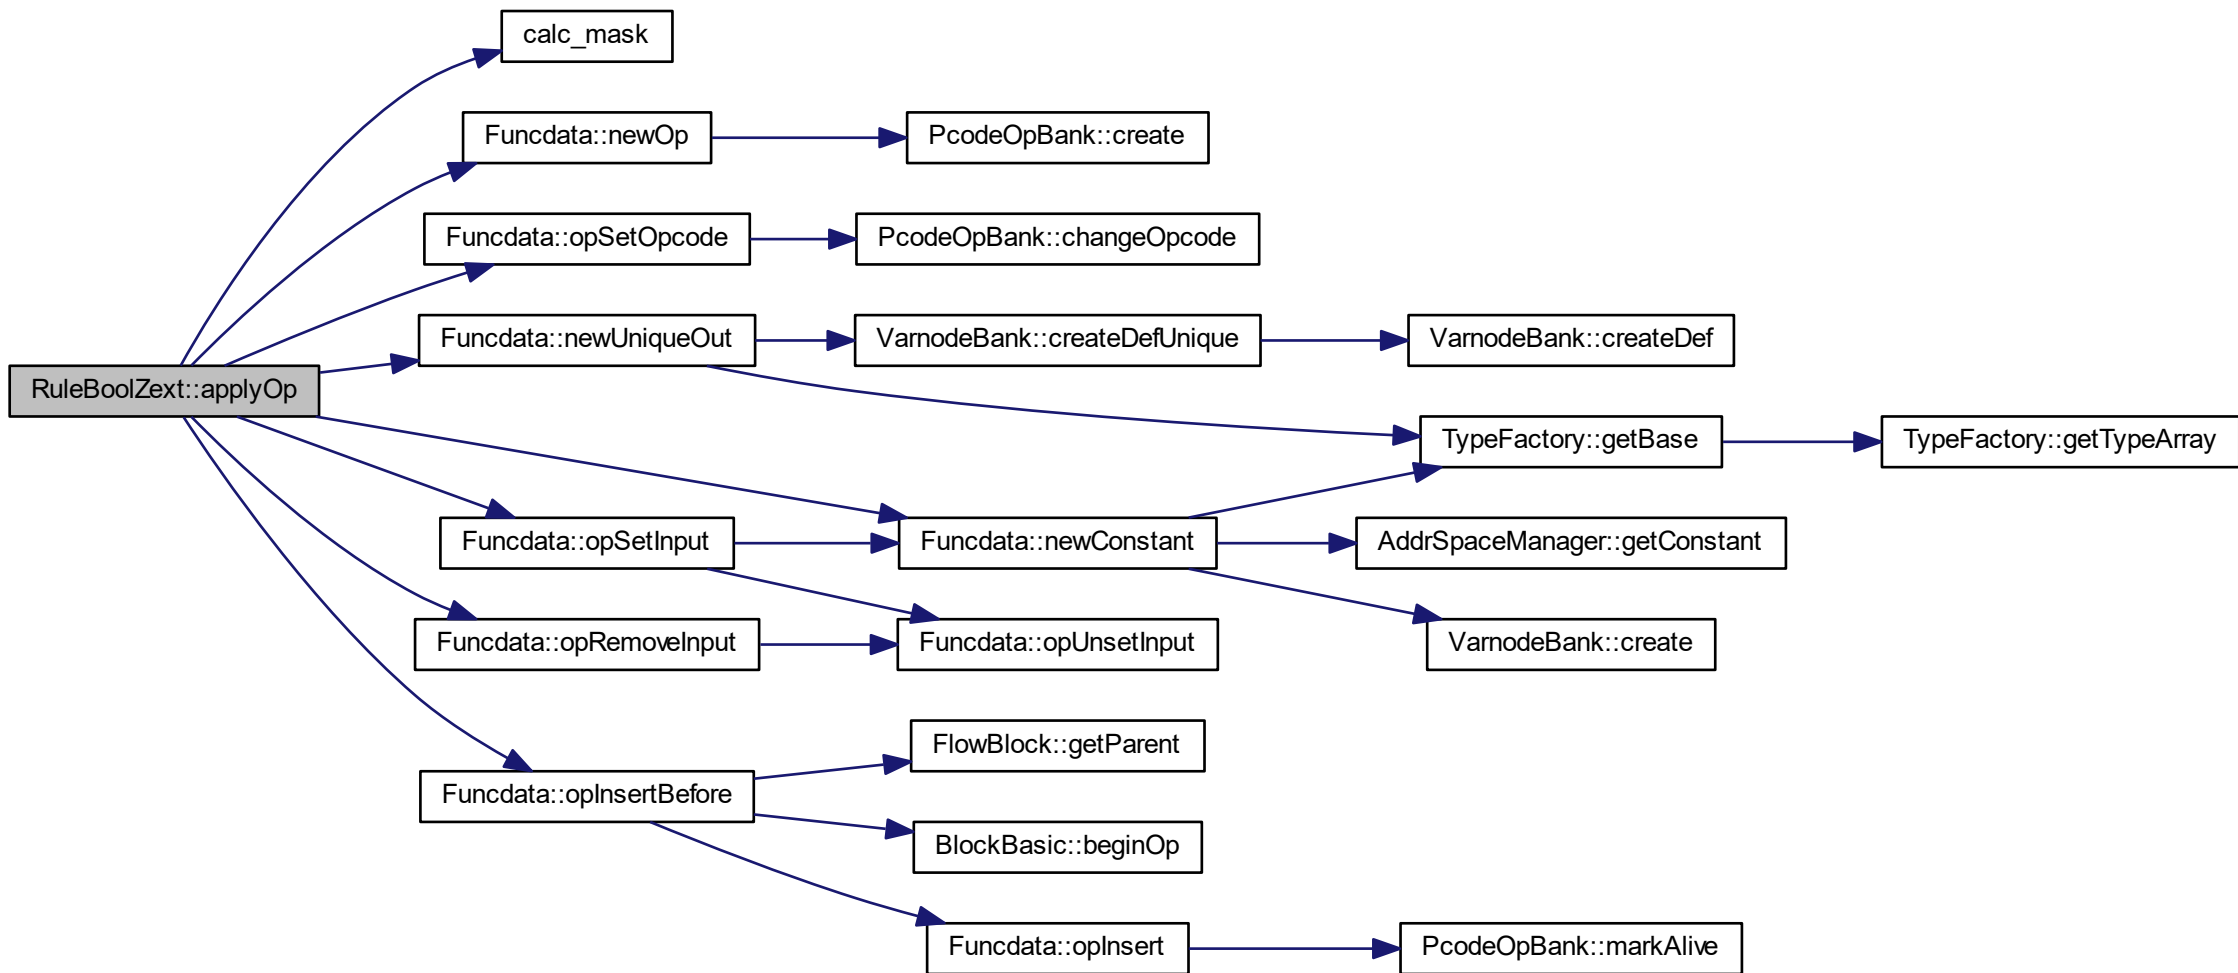 calc_mask
Funcdata::newOp
PcodeOpBank::create
Funcdata::opSetOpcode
PcodeOpBank::changeOpcode
Funcdata::newUniqueOut
VarnodeBank::createDefUnique
VarnodeBank::createDef
RuleBoolZext::applyOp
TypeFactory::getBase
TypeFactory::getTypeArray
Funcdata::opSetInput
Funcdata::newConstant
AddrSpaceManager::getConstant
Funcdata::opRemoveInput
Funcdata::opUnsetInput
VarnodeBank::create
FlowBlock::getParent
Funcdata::opInsertBefore
BlockBasic::beginOp
Funcdata::opInsert
PcodeOpBank::markAlive